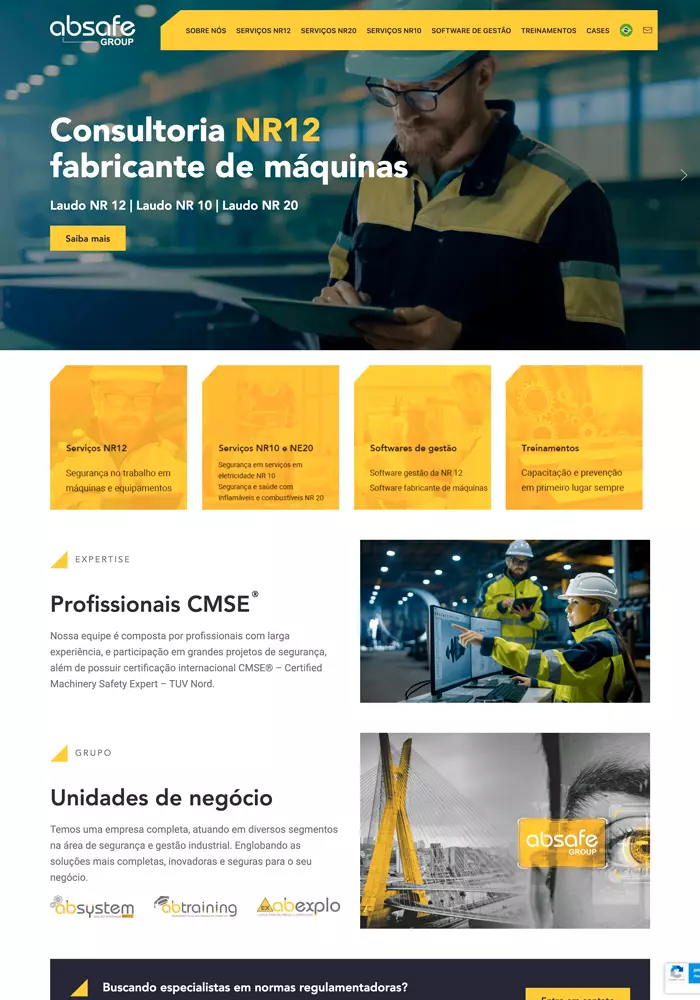 absafe
GROUP
SOBRE NÓS SERVIÇOS NR12 SERVIÇOS NR20 SERVIÇOS NR10 SOFTWARE DE GESTÃO TREINAMENTOS CASES
Consultoria NR12
fabricante de máquinas
Laudo NR 12 | Laudo NR 10 | Laudo NR 20
Saiba mais
Serviços NR12
Segurança no trabalho em
máquinas e equipamentos
Serviços NR10 e NE20
Segurança em serviços em
eletricidade NR 10
Segurança e saúde com
inflamáveis e combustíveis NR 20
Softwares de gestão
Software gestão da NR 12
Software fabricante de máquinas
Treinamentos
Capacitação e prevenção
em primeiro lugar sempre
EXPERTISE
Profissionais CMSE®
Nossa equipe é composta por profissionais com larga
experiência, e participação em grandes projetos de segurança,
além de possuir certificação internacional CMSE® – Certified
Machinery Safety Expert – TUV Nord.
GRUPO
Unidades de negócio
Temos uma empresa completa, atuando em diversos segmentos
na área de segurança e gestão industrial. Englobando as
soluções mais completas, inovadoras e seguras para o seu
negócio.
absystem
abtraining
EX abexplo
absafe
GROUP
Buscando especialistas em normas regulamentadoras?
Entre em contato